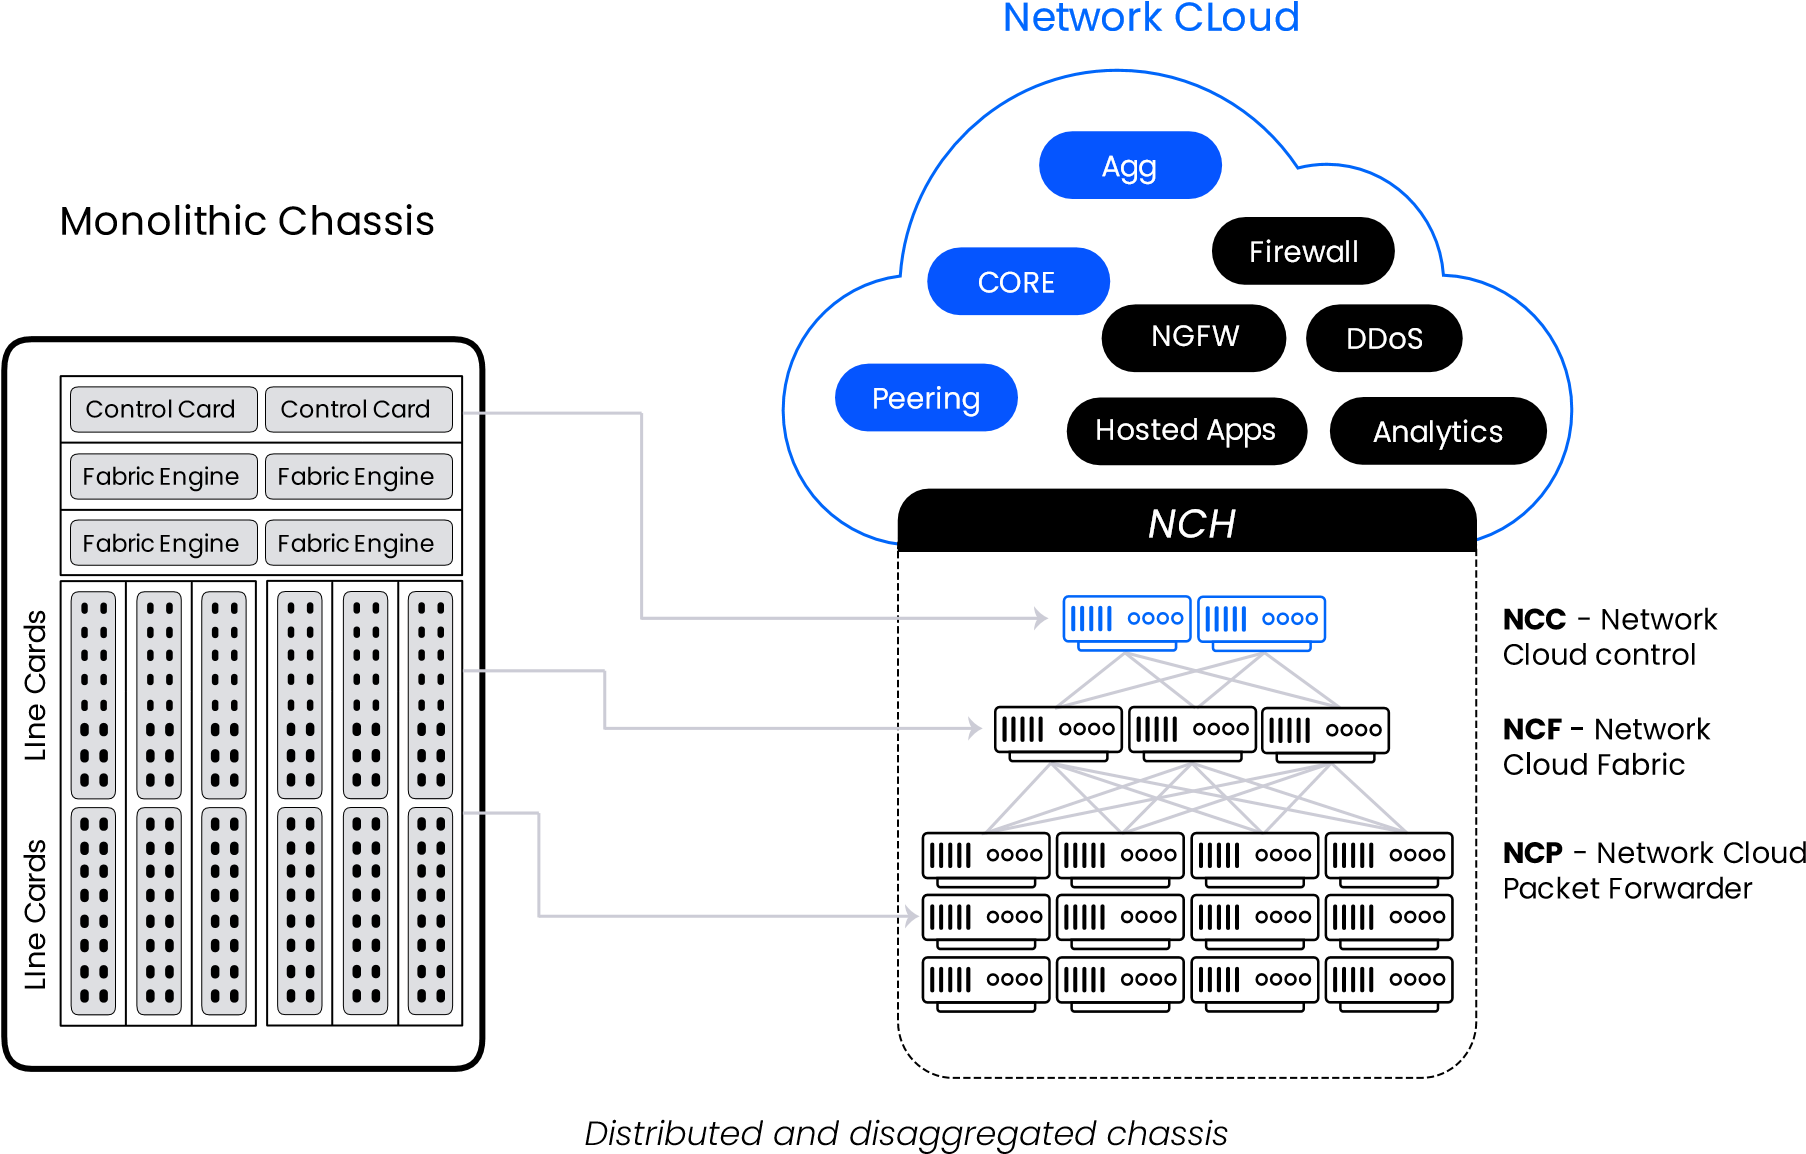 Network CLoud
Agg
Firewall
CORE
NGFW
DDoS
Peering
Hosted Apps
Analytics
NCH
Monolithic Chassis
Control Card
Control Card
Fabric Engine
Fabric Engine
Fabric Engine
Fabric Engine
LIne Cards
LIne Cards
NCC - Network
Cloud control
NCF - Network
Cloud Fabric
NCP - Network Cloud
Packet Forwarder
Distributed and disaggregated chassis